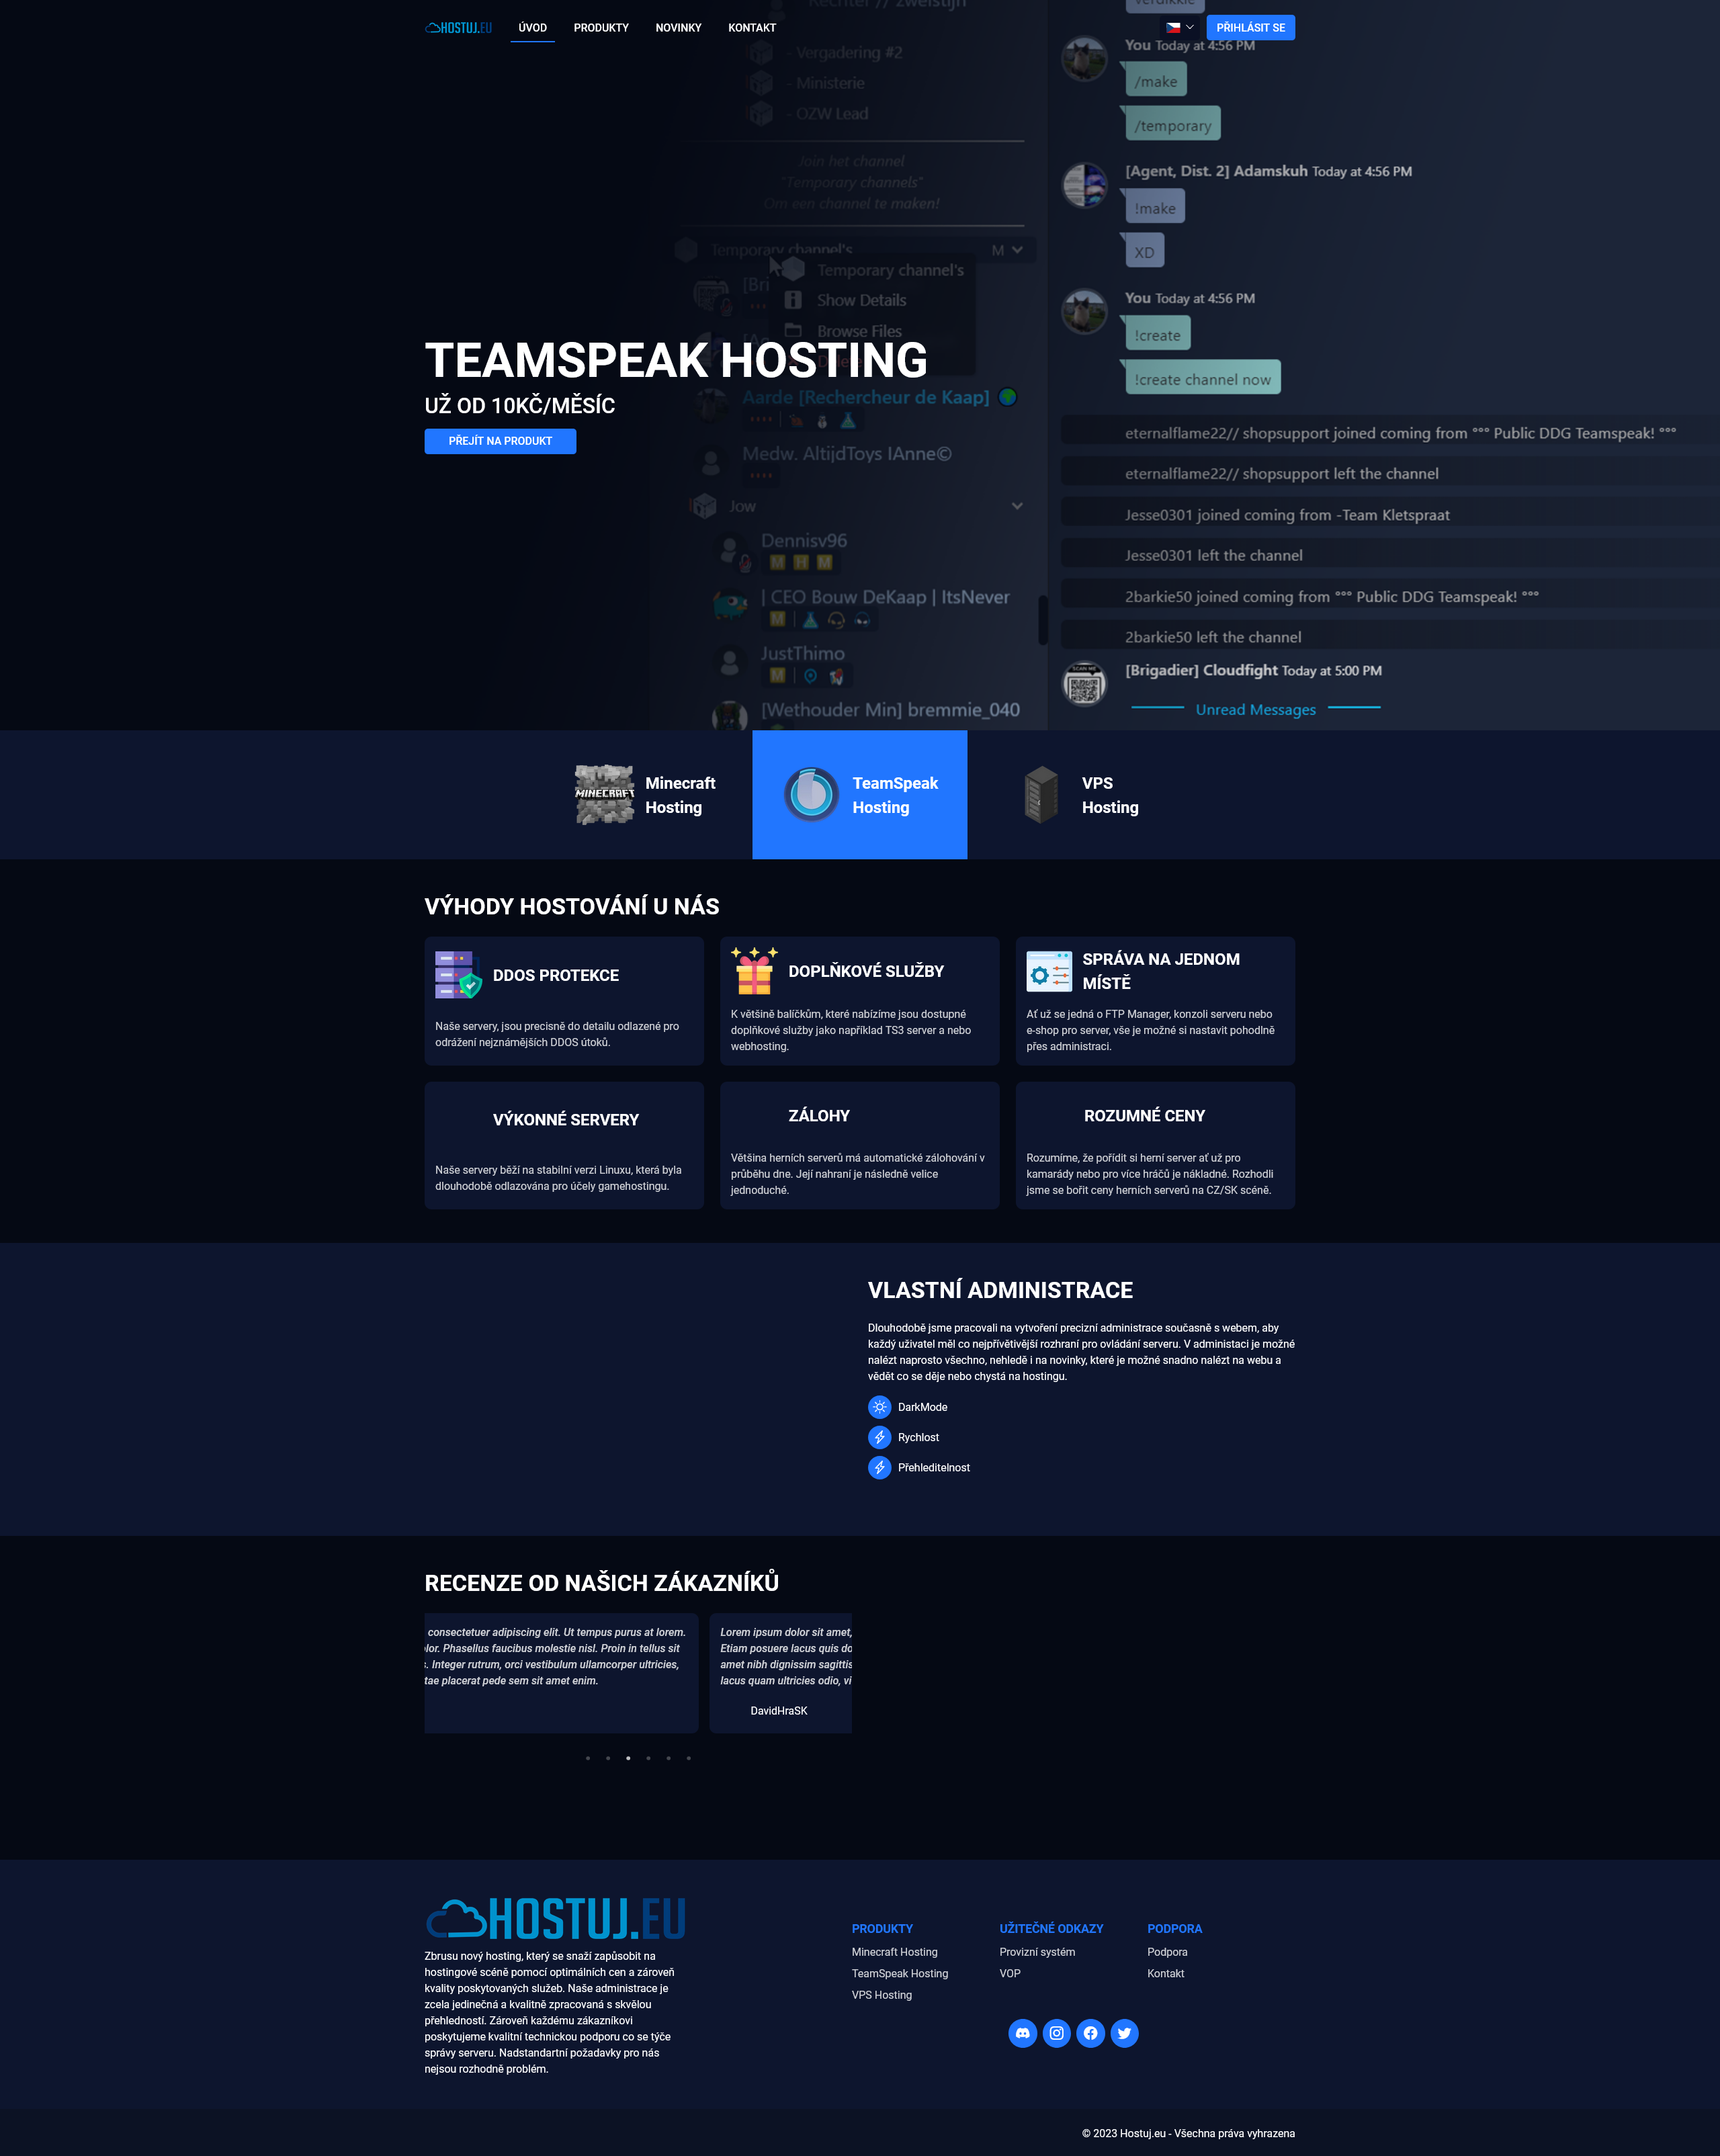 HOSTUJ.EU
ÚVOD
PRODUKTY
NOVINKY
KONTAKT
PŘIHLÁSIT SE
- Vergadering #2
- Ministerie
- OZW Lead
Join het channel
"Temporary channels"
Om een channel te maken!
Temporary channel's
M
Temporary channel's
Show Details
Browse Files
Aarde [Rechercheur de Kaap]
Medw. AltijdToys IAnne©
Jow
Dennisv96
M H M
| CEO Bouw DeKaap | ItsNever
M
JustThimo
M
[Wethouder Min] bremmie_040
You Today at 4:56 PM
/make
/temporary
[Agent, Dist. 2] Adamskuh Today at 4:56 PM
!make
XD
You Today at 4:56 PM
!create
!create channel now
eternalflame22// shopsupport joined coming from °°° Public DDG Teamspeak! °°°
eternalflame22// shopsupport left the channel
Jesse0301 joined coming from -Team Kletspraat
Jesse0301 left the channel
2barkie50 joined coming from °°° Public DDG Teamspeak! °°°
2barkie50 left the channel
[Brigadier] Cloudfight Today at 5:00 PM
Unread Messages
TEAMSPEAK HOSTING
UŽ OD 10KČ/MĚSÍC
PŘEJÍT NA PRODUKT
MINECRAFT
Minecraft
Hosting
TeamSpeak
Hosting
VPS
Hosting
VÝHODY HOSTOVÁNÍ U NÁS
DDOS PROTEKCE
Naše servery, jsou precisně do detailu odlazené pro
odrážení nejznámějších DDOS útoků.
DOPLŇKOVÉ SLUŽBY
K většině balíčkům, které nabízíme jsou dostupné
doplňkové služby jako například TS3 server a nebo
webhosting.
SPRÁVA NA JEDNOM
MÍSTĚ
Ať už se jedná o FTP Manager, konzoli serveru nebo
e-shop pro server, vše je možné si nastavit pohodlně
přes administraci.
VÝKONNÉ SERVERY
Naše servery běží na stabilní verzi Linuxu, která byla
dlouhodobě odlazována pro účely gamehostingu.
ZÁLOHY
Většina herních serverů má automatické zálohování v
průběhu dne. Její nahraní je následně velice
jednoduché.
ROZUMNÉ CENY
Rozumíme, že pořídit si herní server ať už pro
kamarády nebo pro více hráčů je nákladné. Rozhodli
jsme se bořit ceny herních serverů na CZ/SK scéně.
VLASTNÍ ADMINISTRACE
Dlouhodobě jsme pracovali na vytvoření precizní administrace současně s webem, aby
každý uživatel měl co nejpřívětivější rozhraní pro ovládání serveru. V administaci je možné
nalézt naprosto všechno, nehledě i na novinky, které je možné snadno nalézt na webu a
vědět co se děje nebo chystá na hostingu.
DarkMode
Rychlost
Přehleditelnost
RECENZE OD NAŠICH ZÁKAZNÍKŮ
consectetuer adipiscing elit. Ut tempus purus at lorem.
olor. Phasellus faucibus molestie nisl. Proin in tellus sit
s. Integer rutrum, orci vestibulum ullamcorper ultricies,
tae placerat pede sem sit amet enim.
Lorem ipsum dolor sit amet,
Etiam posuere lacus quis do
amet nibh dignissim sagittis
lacus quam ultricies odio, vi
DavidHraSK
HOSTUJ.EU
Zbrusu nový hosting, který se snaží zapůsobit na
hostingové scéně pomocí optimálních cen a zároveň
kvality poskytovaných služeb. Naše administrace je
zcela jedinečná a kvalitně zpracovaná s skvělou
přehledností. Zároveň každému zákazníkovi
poskytujeme kvalitní technickou podporu co se týče
správy serveru. Nadstandartní požadavky pro nás
nejsou rozhodně problém.
PRODUKTY
Minecraft Hosting
TeamSpeak Hosting
VPS Hosting
UŽITEČNÉ ODKAZY
Provizní systém
VOP
PODPORA
Podpora
Kontakt
© 2023 Hostuj.eu - Všechna práva vyhrazena